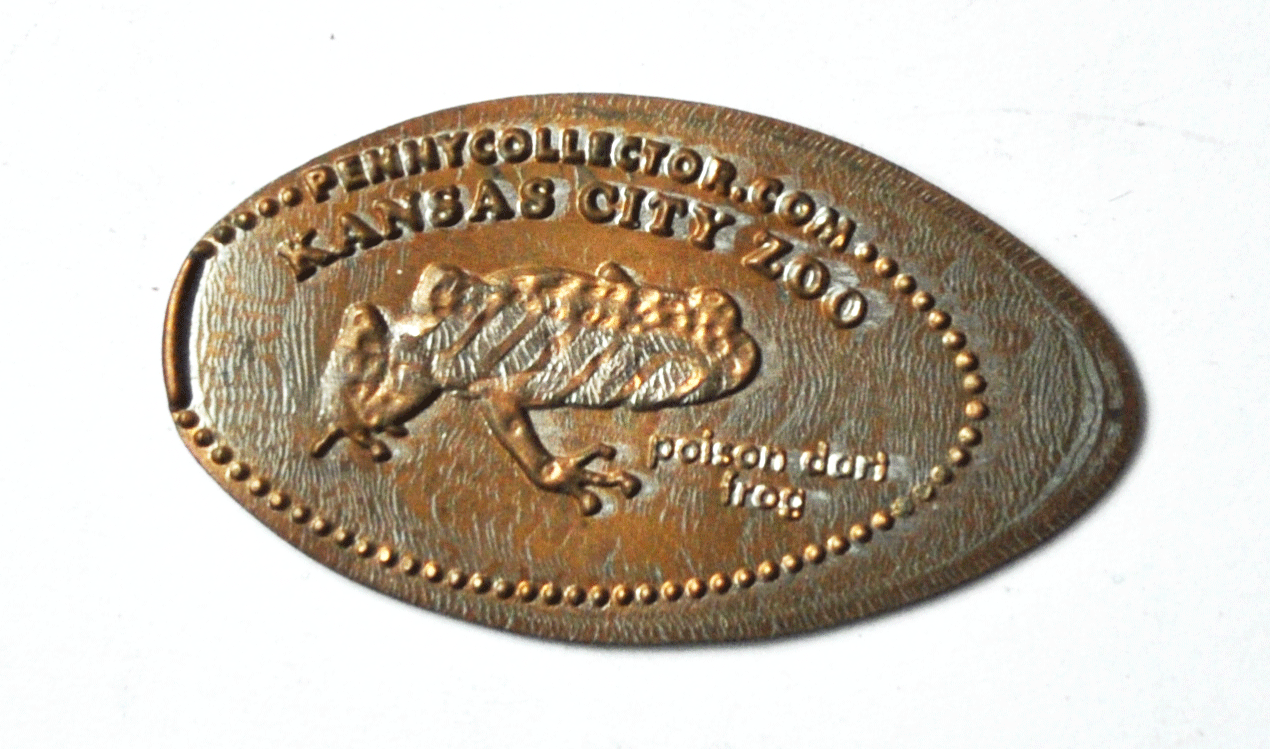 PENNYCOLLECTOR.COM
KANSAS CITY ZOO
poison dart
frog